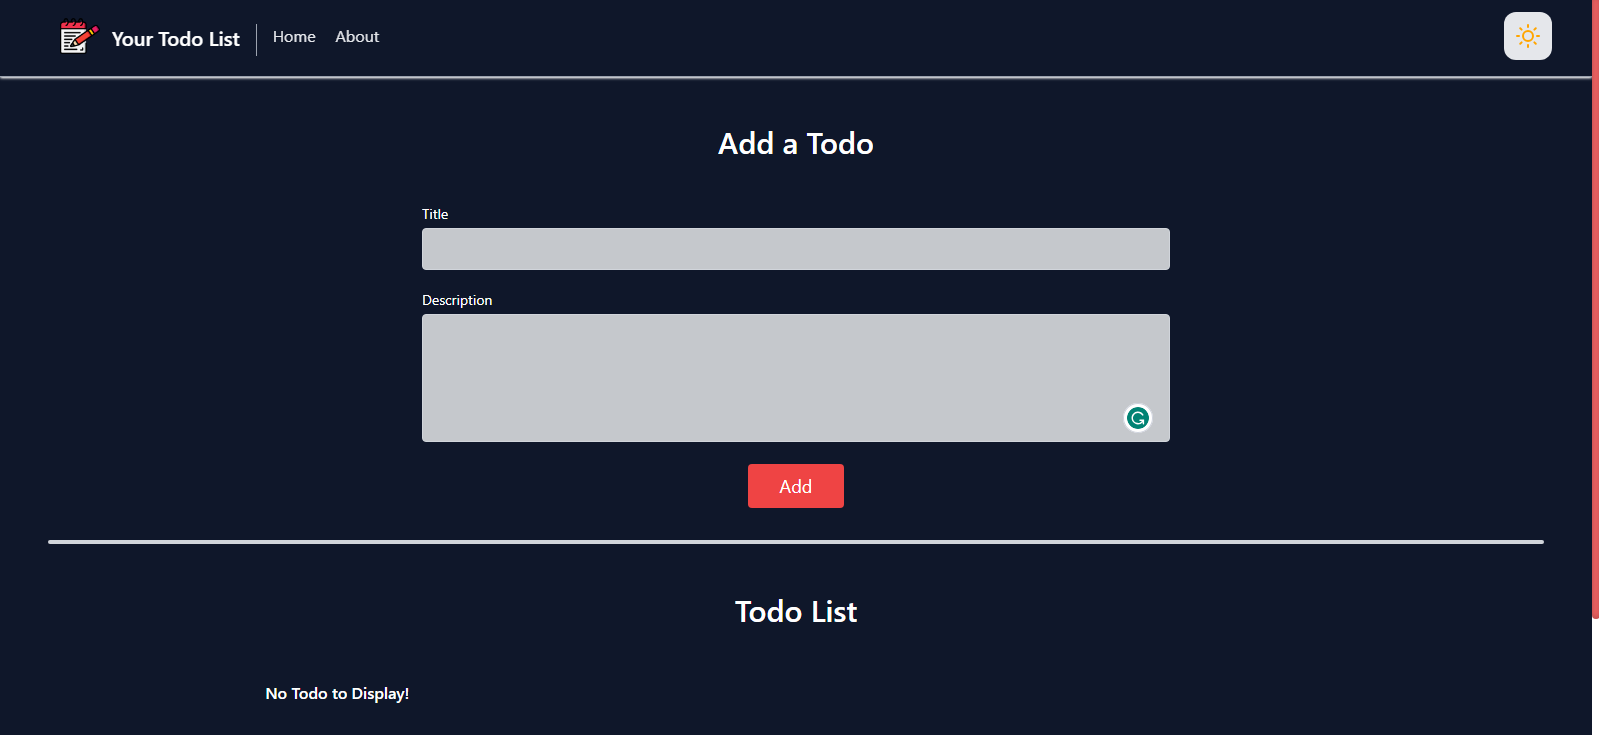 Your Todo List
Home
About
Add a Todo
Title
Description
Add
Todo List
No Todo to Display!